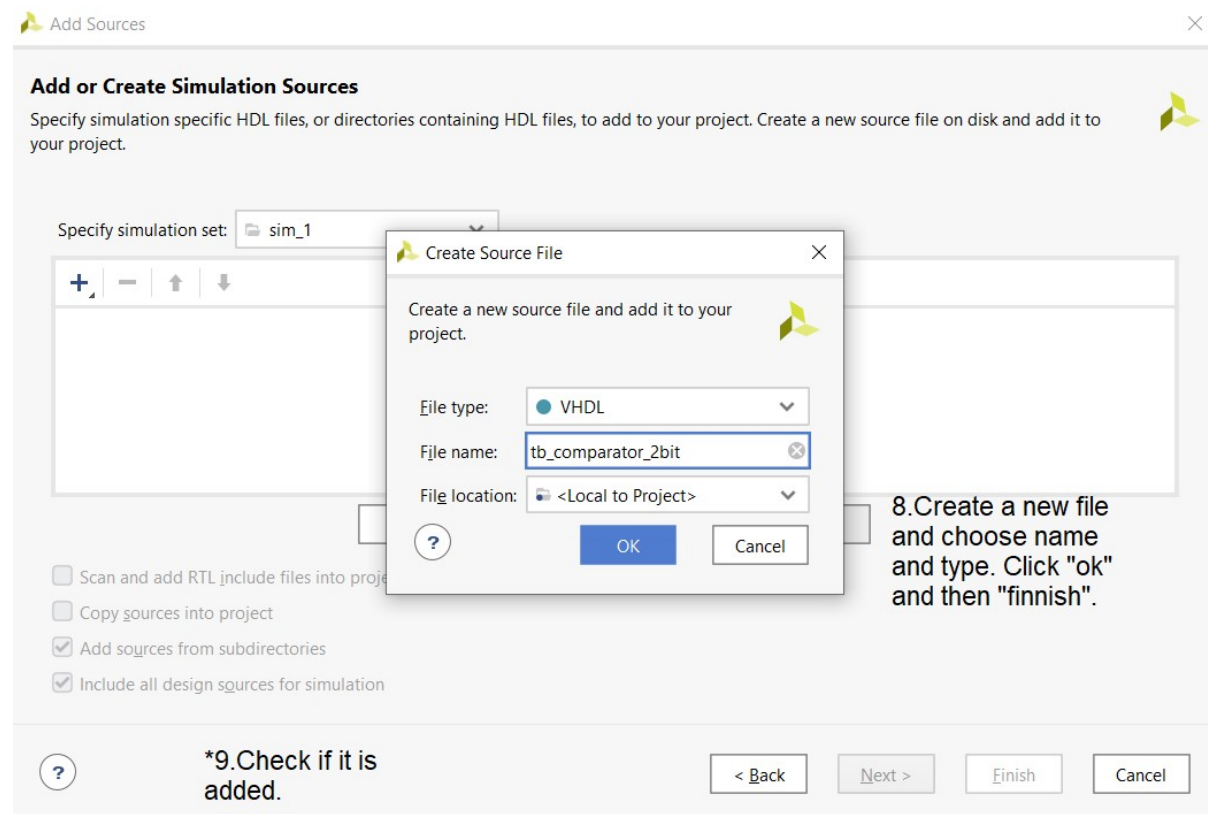 Add Sources
Add or Create Simulation Sources
Specify simulation specific HDL files, or directories containing HDL files, to add to your project. Create a new source file on disk and add it to
your project.
Specify simulation set: sim_1
Create Source File
Create a new source file and add it to your
project.
File type: VHDL
File name: tb_comparator_2bit
File location: <Local to Project>
? OK Cancel
8.Create a new file
and choose name
and type. Click "ok"
and then "finnish".
Scan and add RTL include files into proje
Copy sources into project
Add sources from subdirectories
Include all design sources for simulation
*9.Check if it is
added.
? < Back Next > Finish Cancel